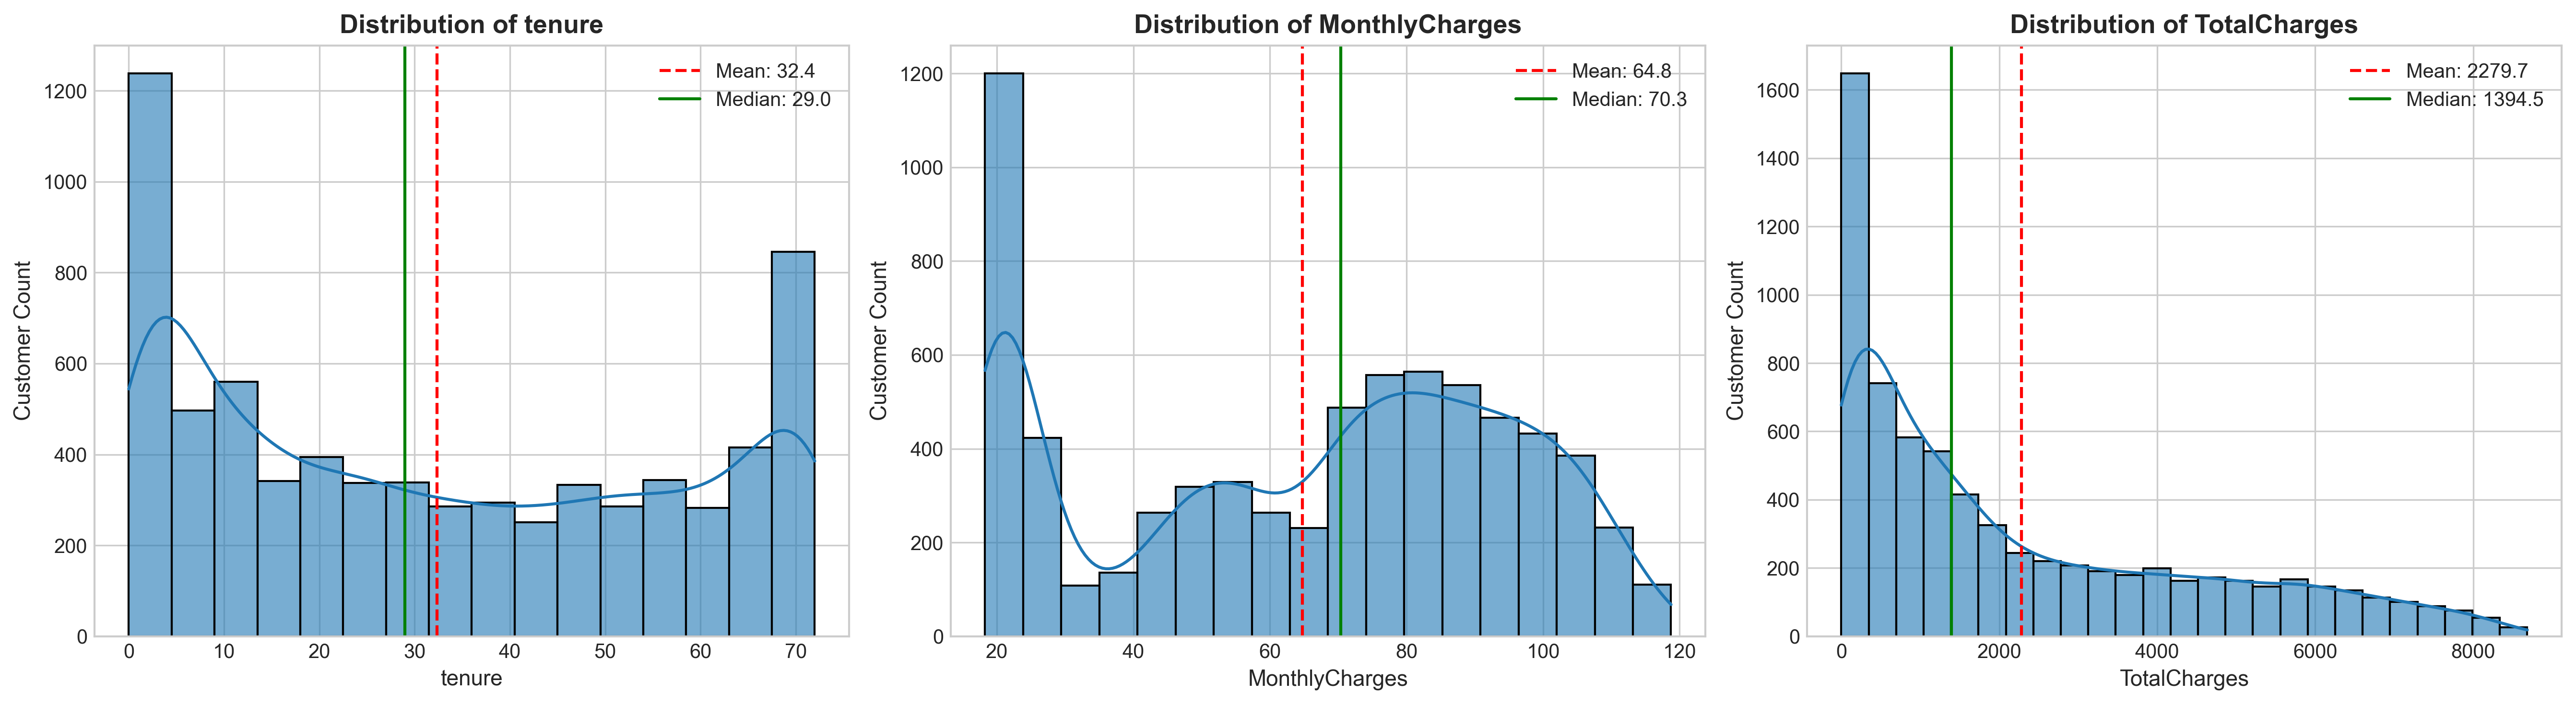 Distribution of tenure
Mean: 32.4
Median: 29.0
1200
1000
800
600
400
200
0
Customer Count
0 10 20 30 40 50 60 70
tenure
Distribution of MonthlyCharges
Mean: 64.8
Median: 70.3
1200
1000
800
600
400
200
0
Customer Count
20 40 60 80 100 120
MonthlyCharges
Distribution of TotalCharges
Mean: 2279.7
Median: 1394.5
1600
1400
1200
1000
800
600
400
200
0
Customer Count
0 2000 4000 6000 8000
TotalCharges